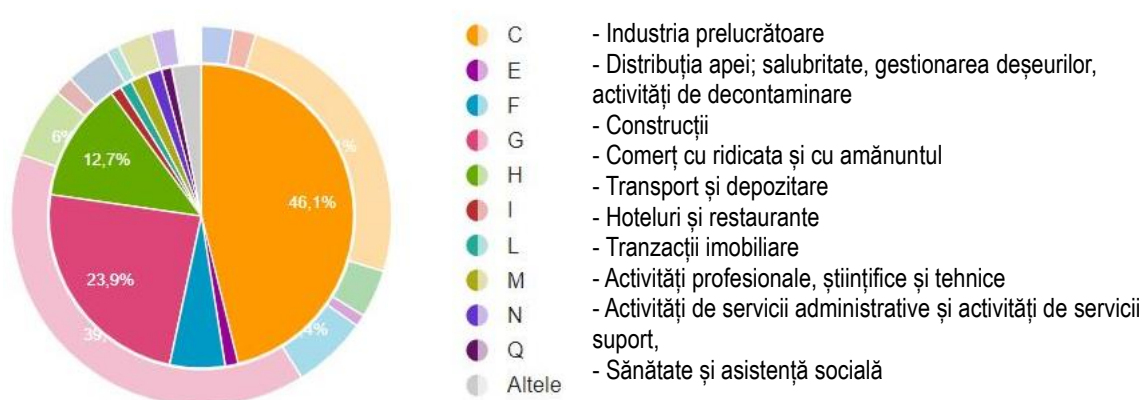 C - Industria prelucrătoare
E - Distribuția apei; salubritate, gestionarea deșeurilor,
activități de decontaminare
F - Construcții
G - Comerț cu ridicata și cu amănuntul
H - Transport și depozitare
I - Hoteluri și restaurante
L - Tranzacții imobiliare
M - Activități profesionale, științifice și tehnice
N - Activități de servicii administrative și activități de servicii
suport,
Q - Sănătate și asistență socială
Altele
6%
12,7%
46,1%
23,9%